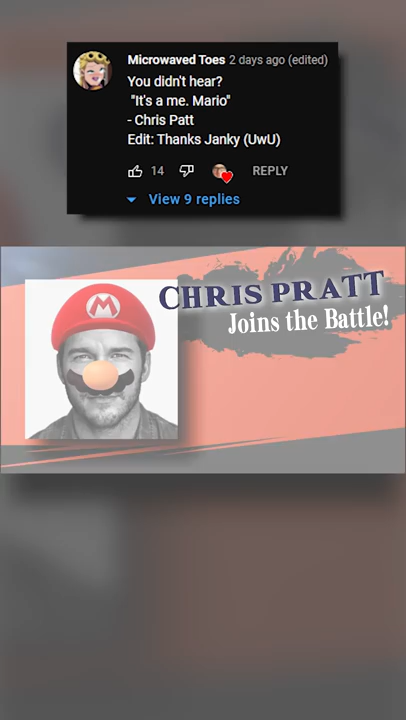 Microwaved Toes 2 days ago (edited)
You didn't hear?
"It's a me. Mario"
- Chris Patt
Edit: Thanks Janky (UwU)
14 REPLY
View 9 replies
M
CHRIS PRATT
Joins the Battle!